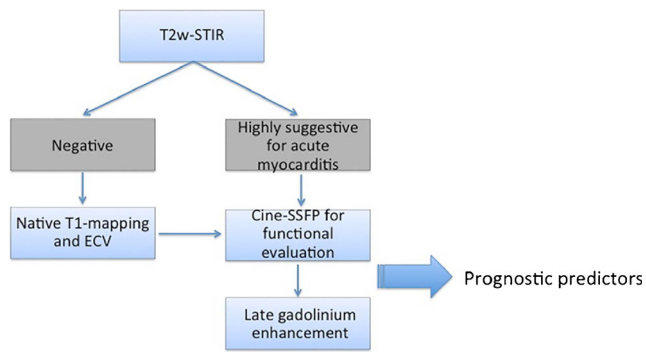 T2w-STIR
Negative
Highly suggestive
for acute
myocarditis
Native T1-mapping
and ECV
Cine-SSFP for
functional
evaluation
Prognostic predictors
Late gadolinium
enhancement